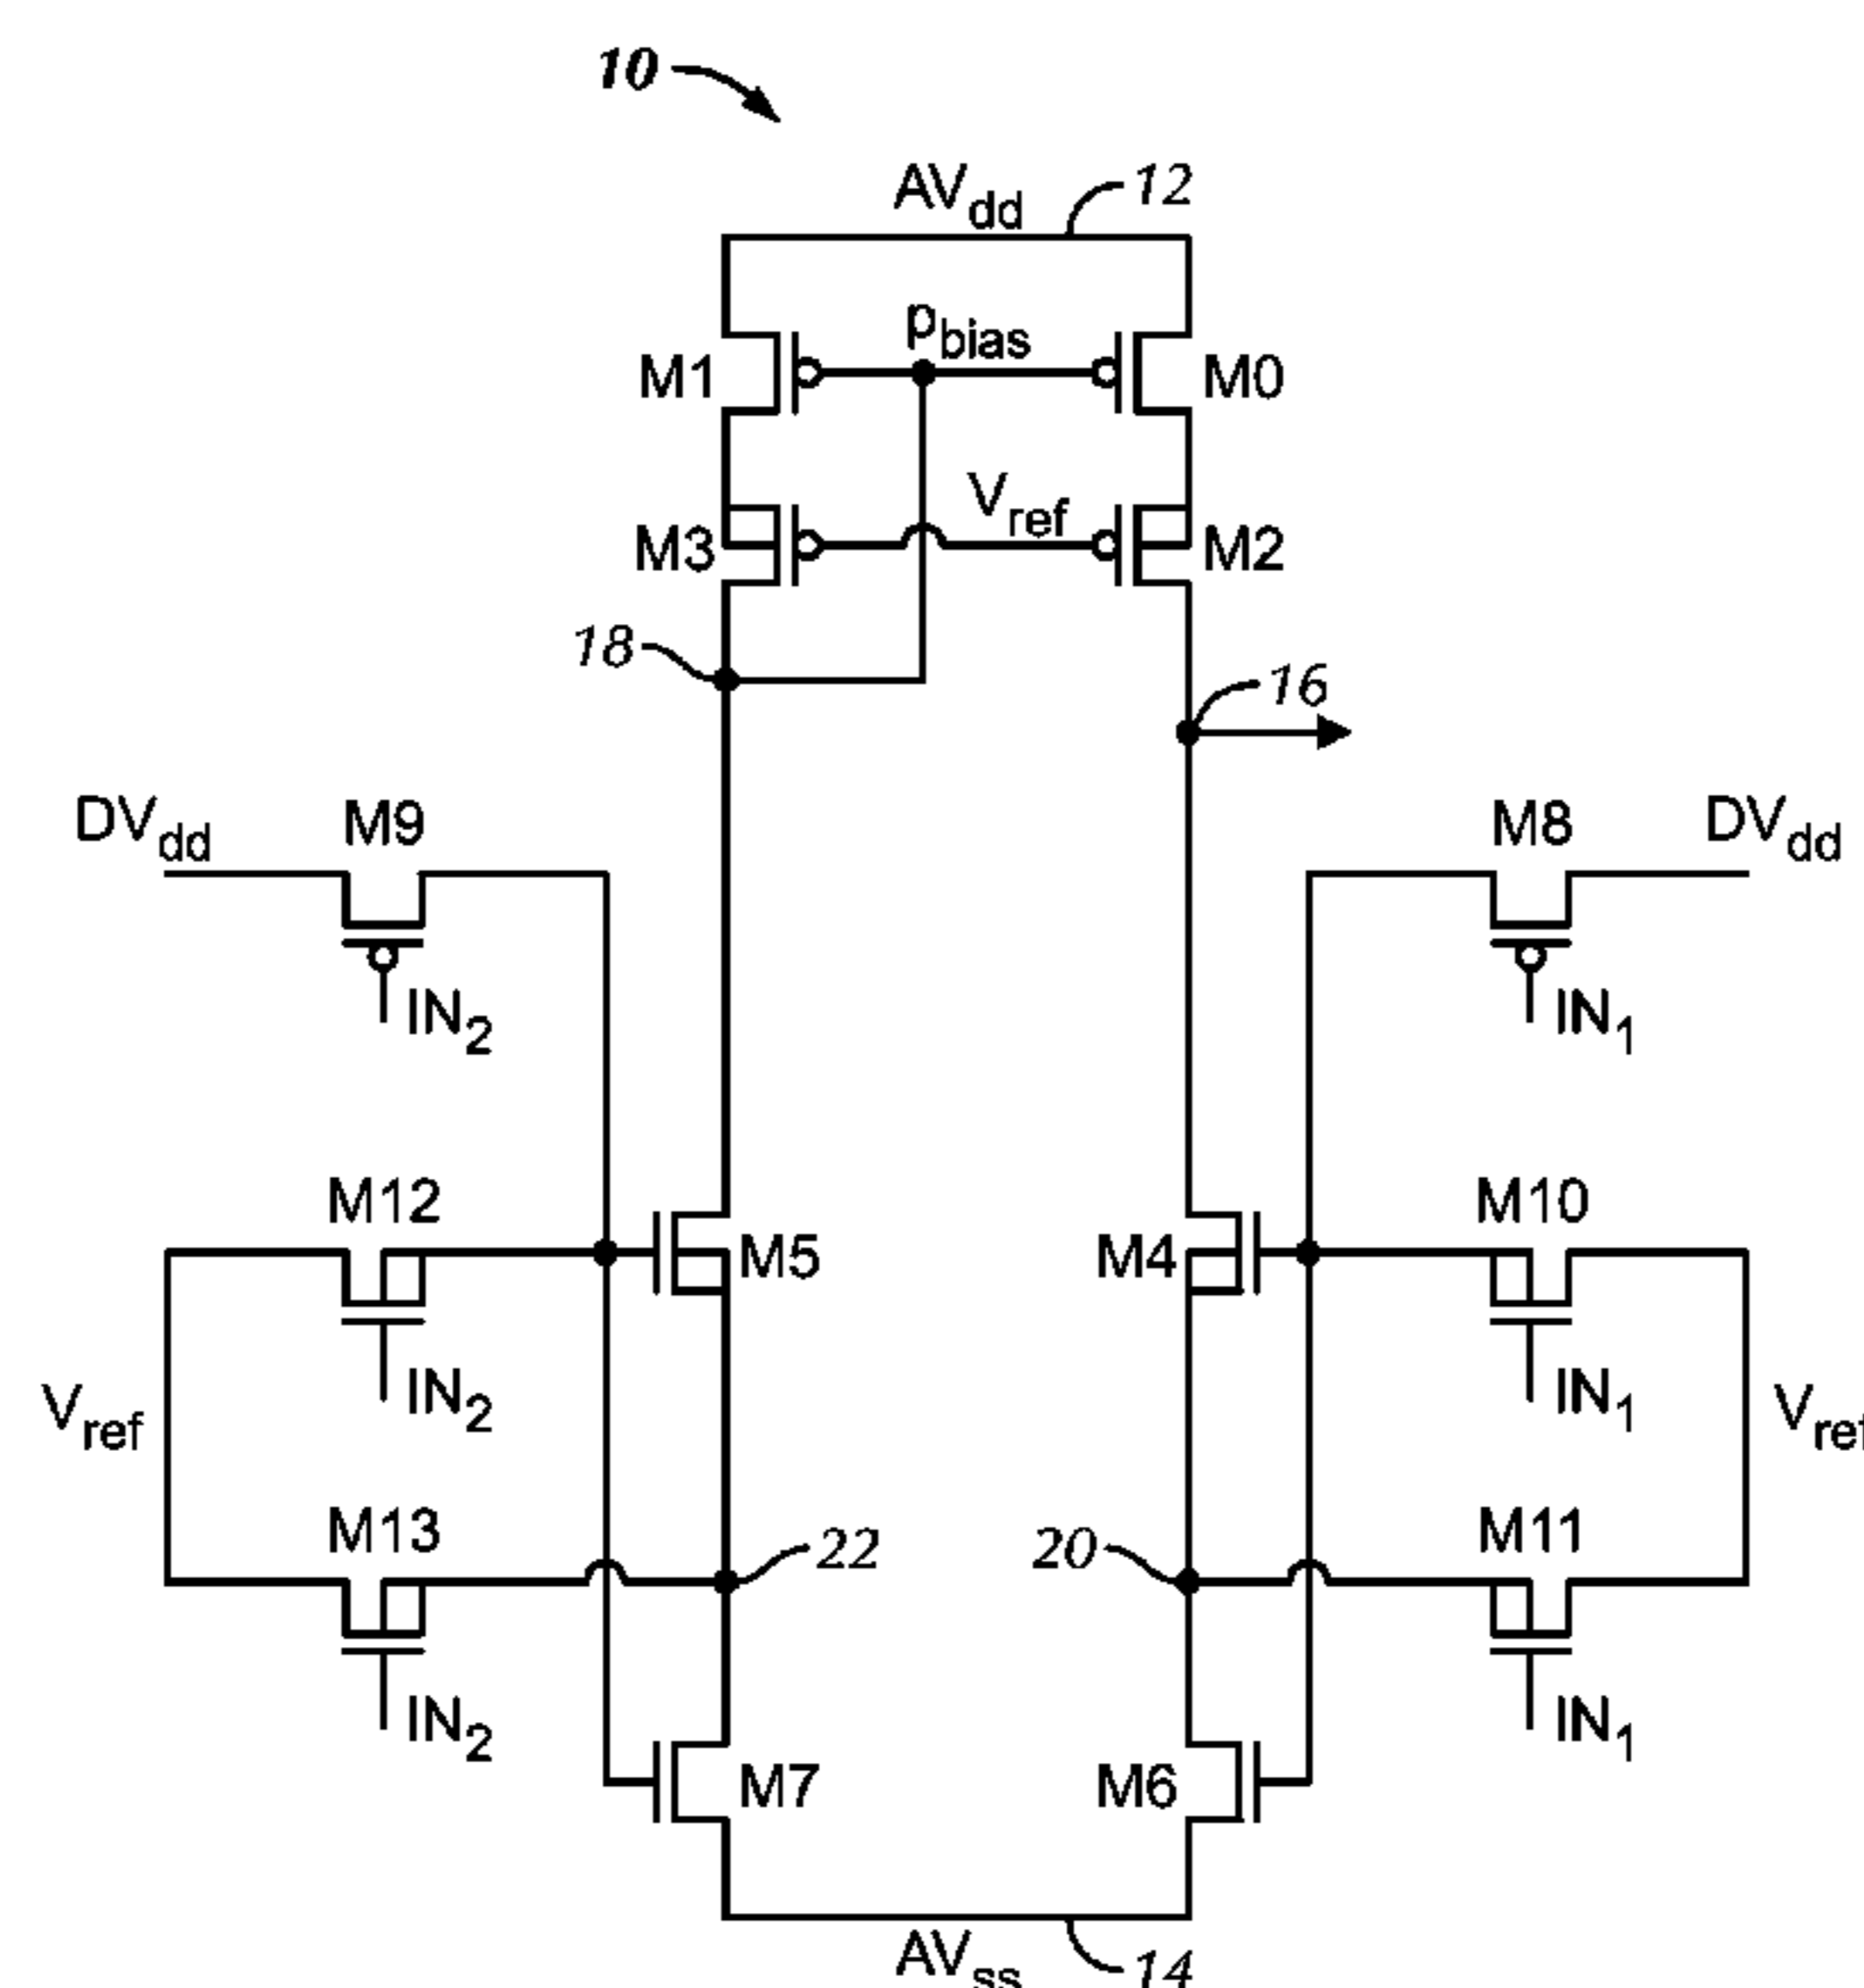 10
AVdd 12
pbias
M1 M0
Vref
M3 M2
18
16
DVdd M9 M8 DVdd
IN2 IN1
M12 M10
M5 M4
IN2 IN1
Vref Vref
M13 22 20 M11
IN2 IN1
M7 M6
AVss 14